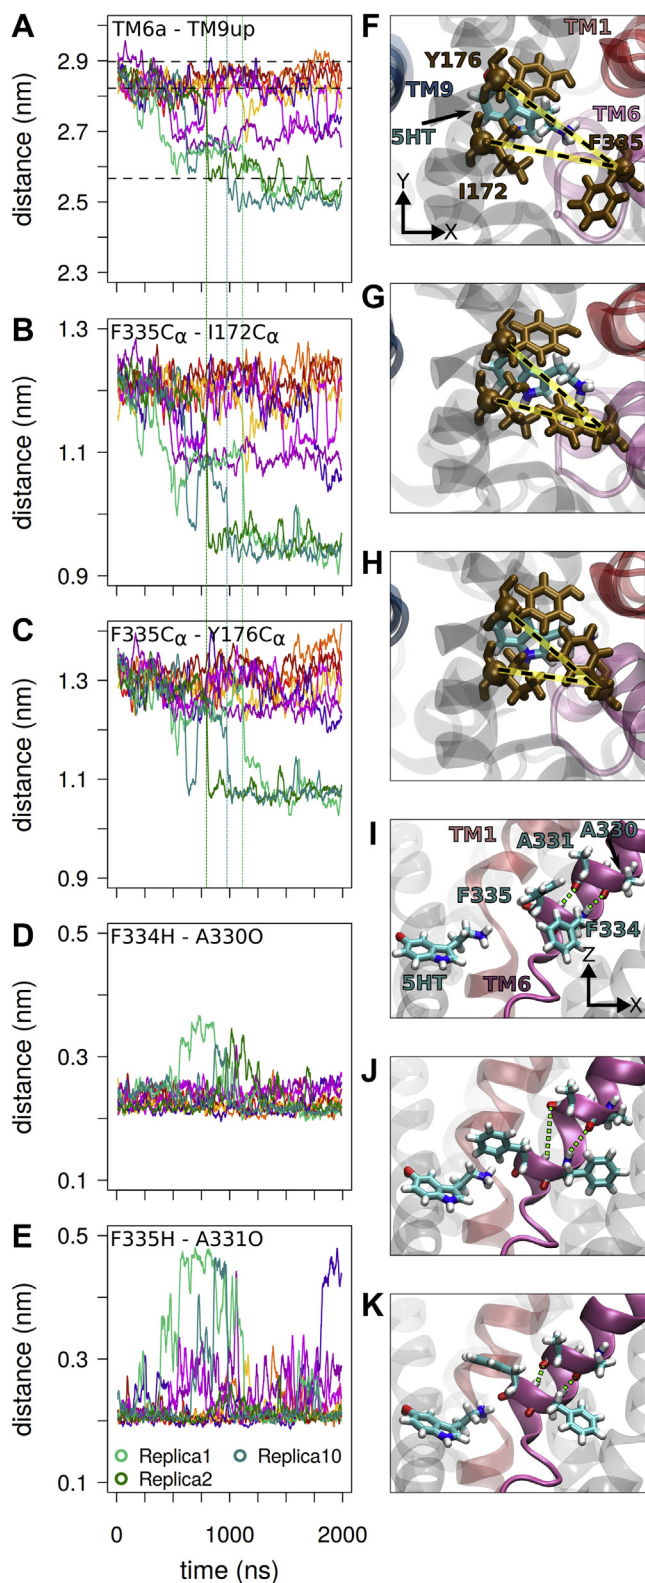 A
TM6a - TM9up
2.9
2.7
2.5
2.3
distance (nm)
B
F335Cα - I172Cα
1.3
1.1
0.9
distance (nm)
C
F335Cα - Y176Cα
1.3
1.1
0.9
distance (nm)
D
F334H - A330O
0.5
0.3
0.1
distance (nm)
E
F335H - A331O
0.5
0.3
0.1
distance (nm)
Replica1
Replica10
Replica2
0
1000
2000
time (ns)
F
TM1
Y176
TM9
TM6
5HT
F335
I172
Y
X
G
H
I
A330
TM1
A331
F335
F334
5HT
TM6
Z
X
J
K